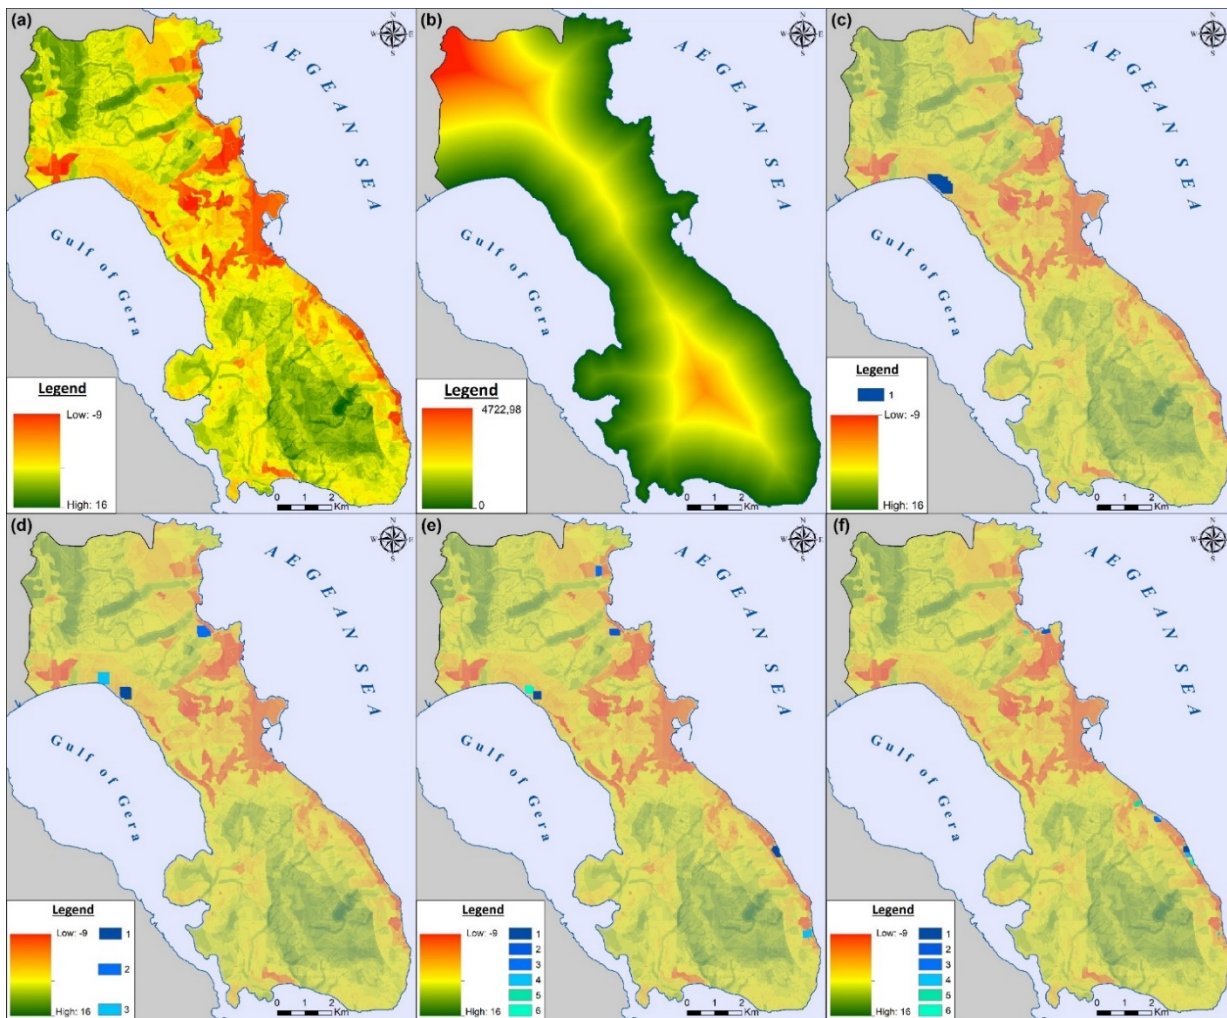 (a)
N
W E
S
AEGEAN SEA
Gulf of Gera
Legend
Low: -9
High: 16
0 1 2
Km
(b)
N
W E
S
AEGEAN SEA
Gulf of Gera
Legend
4722,98
0
0 1 2
Km
(c)
N
W E
S
AEGEAN SEA
Gulf of Gera
Legend
1
Low: -9
High: 16
0 1 2
Km
(d)
N
W E
S
AEGEAN SEA
Gulf of Gera
Legend
Low: -9 1
2
High: 16 3
0 1 2
Km
(e)
N
W E
S
AEGEAN SEA
Gulf of Gera
Legend
Low: -9 1
2
3
4
5
High: 16 6
0 1 2
Km
(f)
N
W E
S
AEGEAN SEA
Gulf of Gera
Legend
Low: -9 1
2
3
4
5
High: 16 6
0 1 2
Km